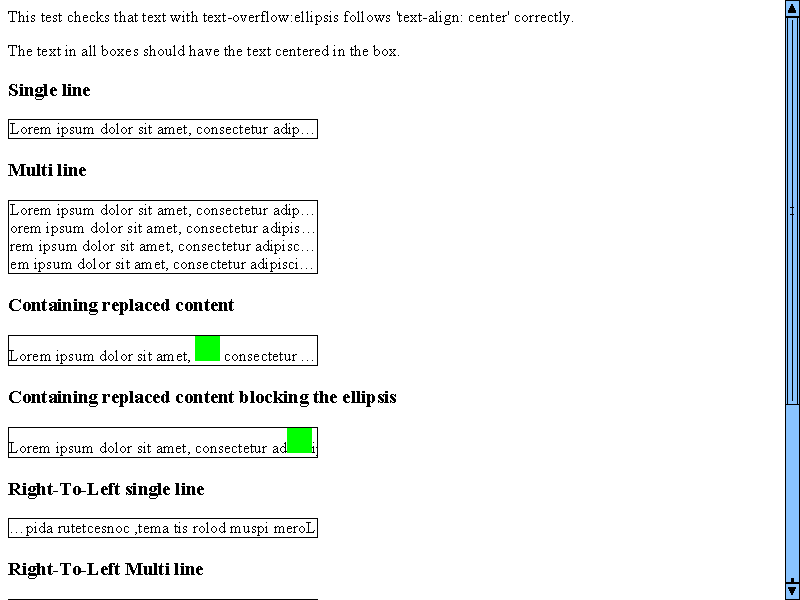 This test checks that text with text-overflow:ellipsis follows 'text-align: center' correctly.
The text in all boxes should have the text centered in the box.
Single line
Lorem ipsum dolor sit amet, consectetur adip…
Multi line
Lorem ipsum dolor sit amet, consectetur adip…
orem ipsum dolor sit amet, consectetur adipis…
rem ipsum dolor sit amet, consectetur adipisc…
em ipsum dolor sit amet, consectetur adipisci…
Containing replaced content
Lorem ipsum dolor sit amet, consectetur …
Containing replaced content blocking the ellipsis
Lorem ipsum dolor sit amet, consectetur ad
Right-To-Left single line
…pida rutetcesnoc ,tema tis rolod muspi meroL
Right-To-Left Multi line